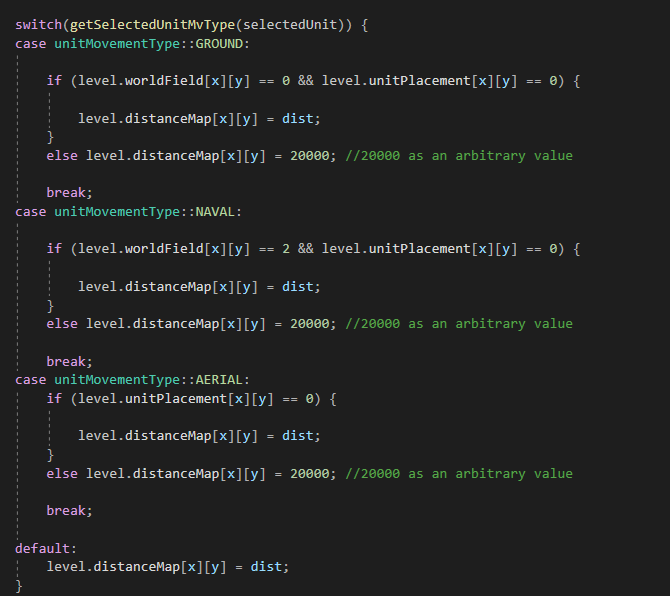 switch(getSelectedUnitMvType(selectedUnit)) {
case unitMovementType::GROUND:
if (level.worldField[x][y] == 0 && level.unitPlacement[x][y] == 0) {
level.distanceMap[x][y] = dist;
}
else level.distanceMap[x][y] = 20000; //20000 as an arbitrary value
break;
case unitMovementType::NAVAL:
if (level.worldField[x][y] == 2 && level.unitPlacement[x][y] == 0) {
level.distanceMap[x][y] = dist;
}
else level.distanceMap[x][y] = 20000; //20000 as an arbitrary value
break;
case unitMovementType::AERIAL:
if (level.unitPlacement[x][y] == 0) {
level.distanceMap[x][y] = dist;
}
else level.distanceMap[x][y] = 20000; //20000 as an arbitrary value
break;
default:
level.distanceMap[x][y] = dist;
}